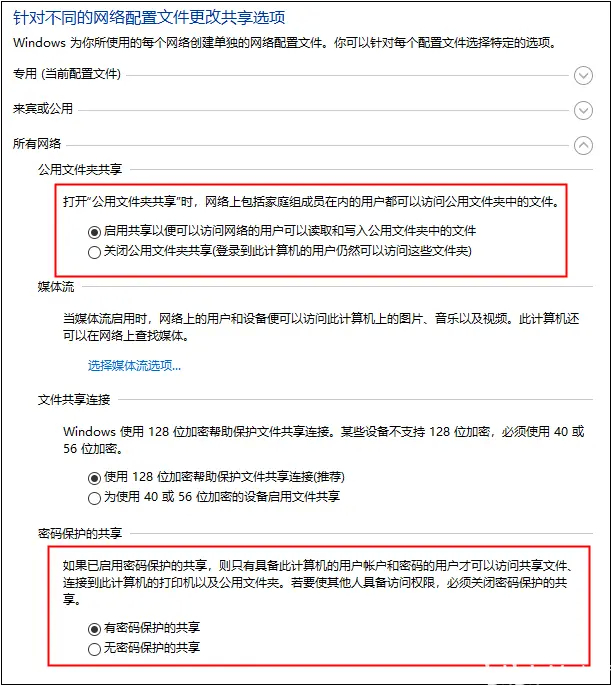 针对不同的网络配置文件更改共享选项
Windows 为你所使用的每个网络创建单独的网络配置文件。你可以针对每个配置文件选择特定的选项。
专用 (当前配置文件)
来宾或公用
所有网络
公用文件夹共享
打开"公用文件夹共享"时，网络上包括家庭组成员在内的用户都可以访问公用文件夹中的文件。
启用共享以便可以访问网络的用户可以读取和写入公用文件夹中的文件
关闭公用文件夹共享(登录到此计算机的用户仍然可以访问这些文件夹)
媒体流
当媒体流启用时，网络上的用户和设备便可以访问此计算机上的图片、音乐以及视频。此计算机还
可以在网络上查找媒体。
选择媒体流选项...
文件共享连接
Windows 使用 128 位加密帮助保护文件共享连接。某些设备不支持 128 位加密，必须使用 40 或
56 位加密。
使用 128 位加密帮助保护文件共享连接(推荐)
为使用 40 或 56 位加密的设备启用文件共享
密码保护的共享
如果已启用密码保护的共享，则只有具备此计算机的用户帐户和密码的用户才可以访问共享文件、
连接到此计算机的打印机以及公用文件夹。若要使其他人具备访问权限，必须关闭密码保护的共
享。
有密码保护的共享
无密码保护的共享